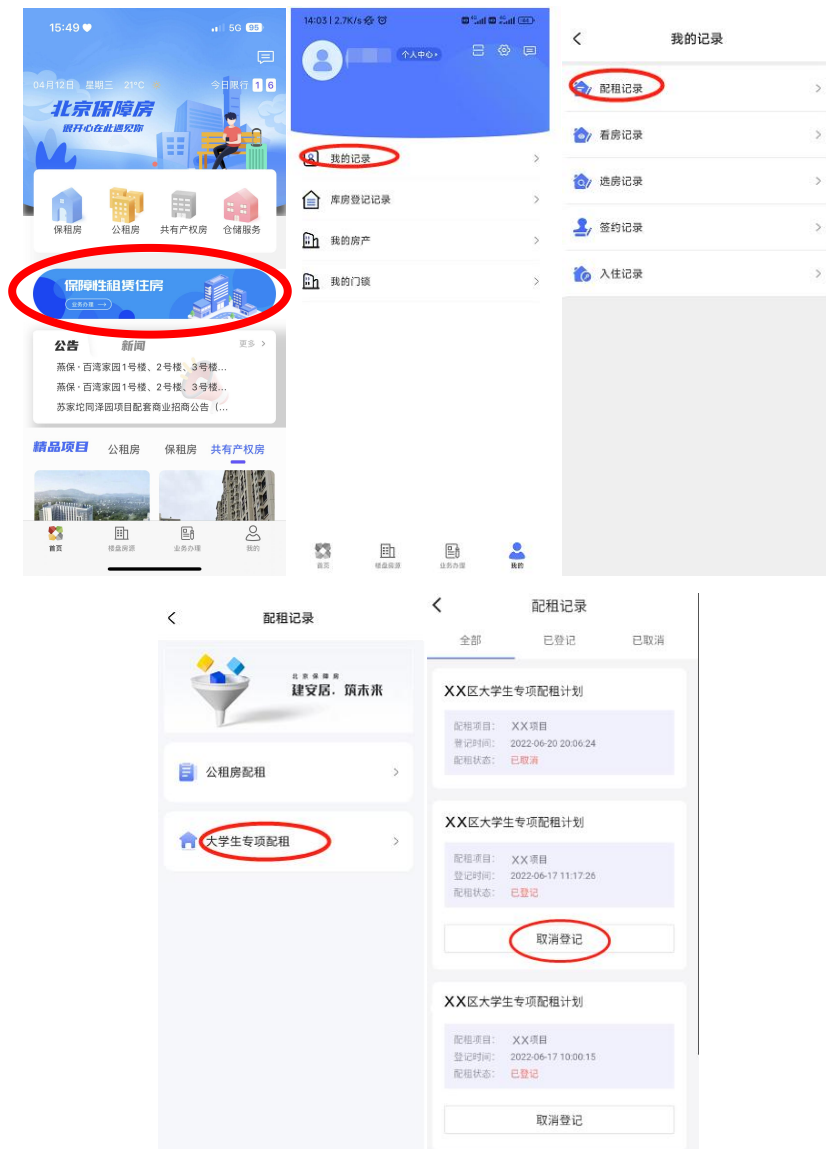 15:49
5G 95
04月12日 星期三 21°C
今日限行 1 6
北京保障房
很开心在此遇见你
保租房 公租房 共有产权房 仓储服务
保障性租赁住房
业务办理 →
公告 新闻 更多 >
燕保·百湾家园1号楼、2号楼、3号楼...
燕保·百湾家园1号楼、2号楼、3号楼...
苏家坨同泽园项目配套商业招商公告（...
精品项目 公租房 保租房 共有产权房
首页 楼盘房源 业务办理 我的
14:03 | 2.7K/s
个人中心
我的记录
库房登记记录
我的房产
我的门锁
首页 楼盘房源 业务办理 我的
我的记录
配租记录
看房记录
选房记录
签约记录
入住记录
配租记录
北京保障房
建安居．筑未来
公租房配租
大学生专项配租
配租记录
全部 已登记 已取消
XX区大学生专项配租计划
配租项目： XX项目
登记时间： 2022-06-20 20:06:24
配租状态： 已取消
XX区大学生专项配租计划
配租项目： XX项目
登记时间： 2022-06-17 11:17:26
配租状态： 已登记
取消登记
XX区大学生专项配租计划
配租项目： XX项目
登记时间： 2022-06-17 10:00:15
配租状态： 已登记
取消登记